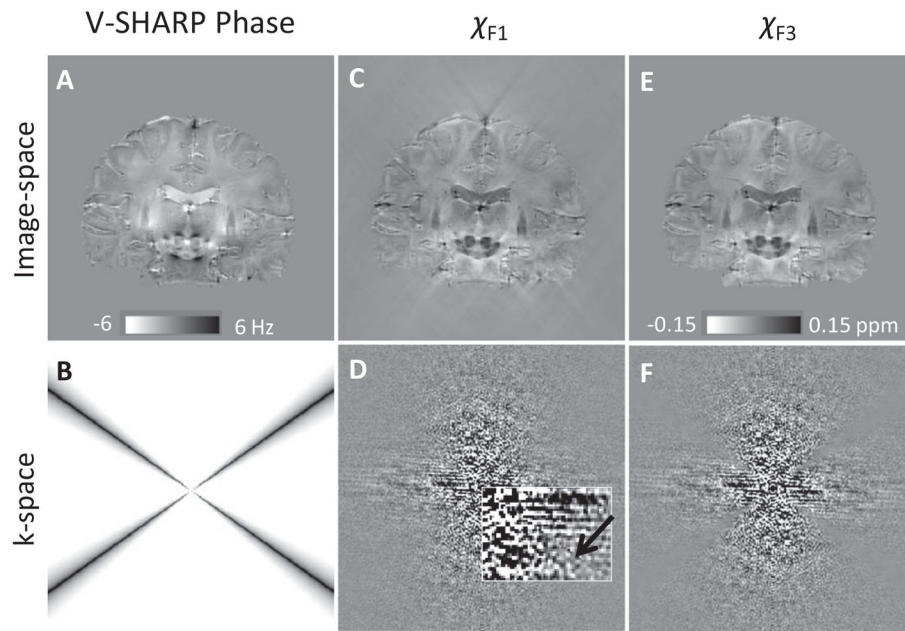 V-SHARP Phase
χF1
χF3
Image-space
A
-6
6 Hz
C
E
-0.15
0.15 ppm
k-space
B
D
F